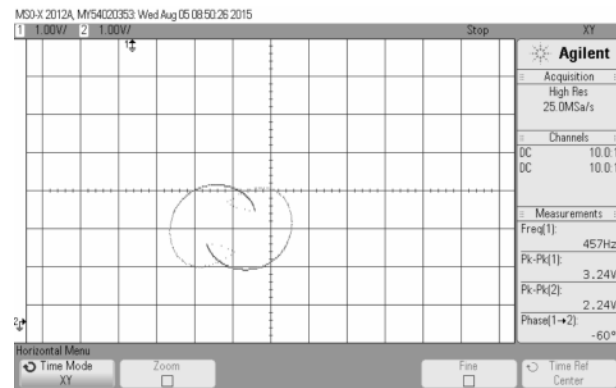 MSO-X 2012A, MY54020353: Wed Aug 05 08:50:26 2015
1 1.00V/ 2 1.00V/ Stop XY
Agilent
Acquisition
High Res
25.0MSa/s
Channels
DC 10.0:1
DC 10.0:1
Measurements
Freq(1):
457Hz
Pk-Pk(1):
3.24V
Pk-Pk(2):
2.24V
Phase(1→2):
-60°
Horizontal Menu
Time Mode
XY
Zoom
Fine
Time Ref
Center